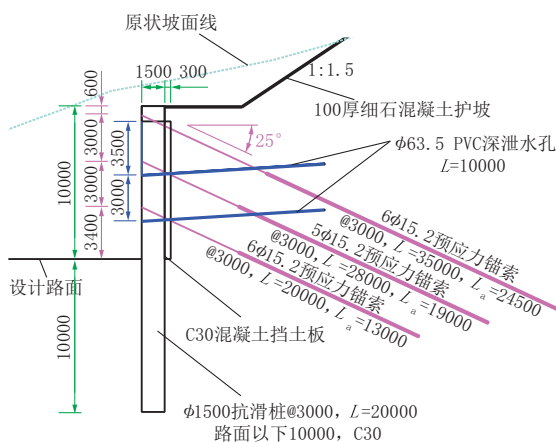 原状坡面线
1500
300
1:1.5
600
100厚细石混凝土护坡
25°
ϕ63.5 PVC深泄水孔
L=10000
3000
3500
10000
3000
3000
3400
6ϕ15.2预应力锚索
@3000, L=35000, La=24500
5ϕ15.2预应力锚索
@3000, L=28000, La=19000
6ϕ15.2预应力锚索
@3000, L=20000, La=13000
设计路面
C30混凝土挡土板
10000
ϕ1500抗滑桩@3000, L=20000
路面以下10000, C30